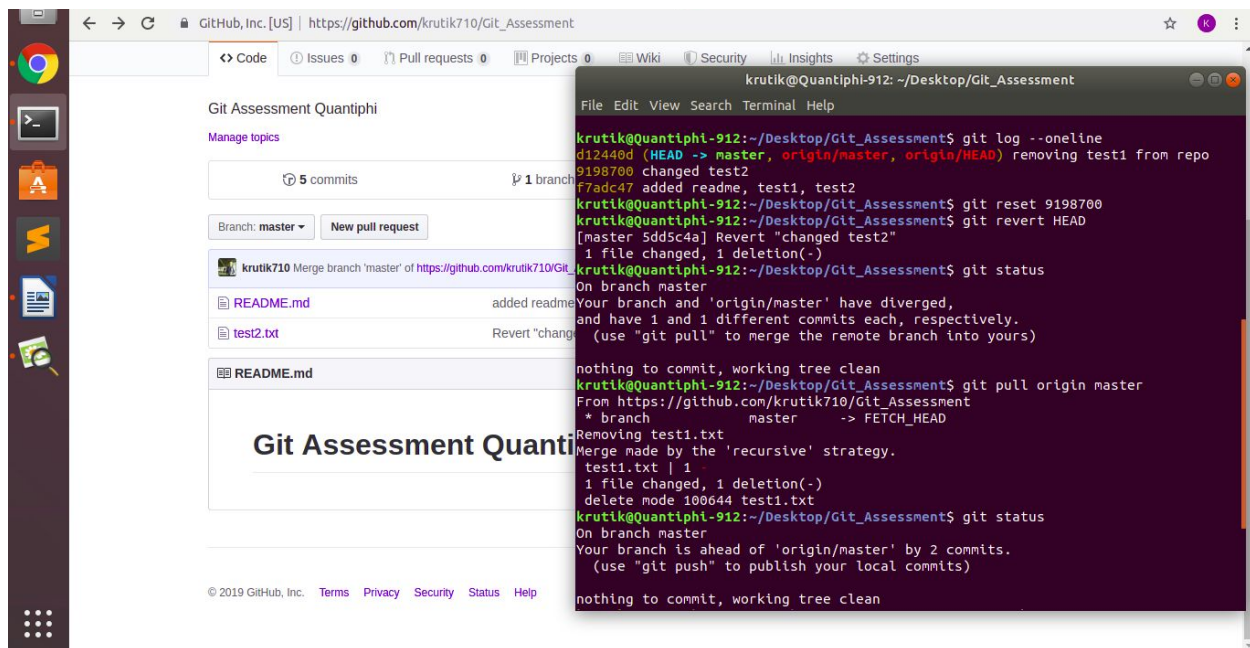 GitHub, Inc. [US] | https://github.com/krutik710/Git_Assessment
K
Code Issues 0 Pull requests 0 Projects 0 Wiki Security Insights Settings
Git Assessment Quantiphi
Manage topics
5 commits 1 branch
Branch: master New pull request
krutik710 Merge branch 'master' of https://github.com/krutik710/Git_
README.md added readme
test2.txt Revert "change
README.md
Git Assessment Quanti
© 2019 GitHub, Inc. Terms Privacy Security Status Help
krutik@Quantiphi-912: ~/Desktop/Git_Assessment
File Edit View Search Terminal Help
krutik@Quantiphi-912:~/Desktop/Git_Assessment$ git log --oneline
d12440d (HEAD -> master, origin/master, origin/HEAD) removing test1 from repo
9198700 changed test2
f7adc47 added readme, test1, test2
krutik@Quantiphi-912:~/Desktop/Git_Assessment$ git reset 9198700
krutik@Quantiphi-912:~/Desktop/Git_Assessment$ git revert HEAD
[master 5dd5c4a] Revert "changed test2"
1 file changed, 1 deletion(-)
krutik@Quantiphi-912:~/Desktop/Git_Assessment$ git status
On branch master
Your branch and 'origin/master' have diverged,
and have 1 and 1 different commits each, respectively.
(use "git pull" to merge the remote branch into yours)
nothing to commit, working tree clean
krutik@Quantiphi-912:~/Desktop/Git_Assessment$ git pull origin master
From https://github.com/krutik710/Git_Assessment
* branch master -> FETCH_HEAD
Removing test1.txt
Merge made by the 'recursive' strategy.
test1.txt | 1 -
1 file changed, 1 deletion(-)
delete mode 100644 test1.txt
krutik@Quantiphi-912:~/Desktop/Git_Assessment$ git status
On branch master
Your branch is ahead of 'origin/master' by 2 commits.
(use "git push" to publish your local commits)
nothing to commit, working tree clean